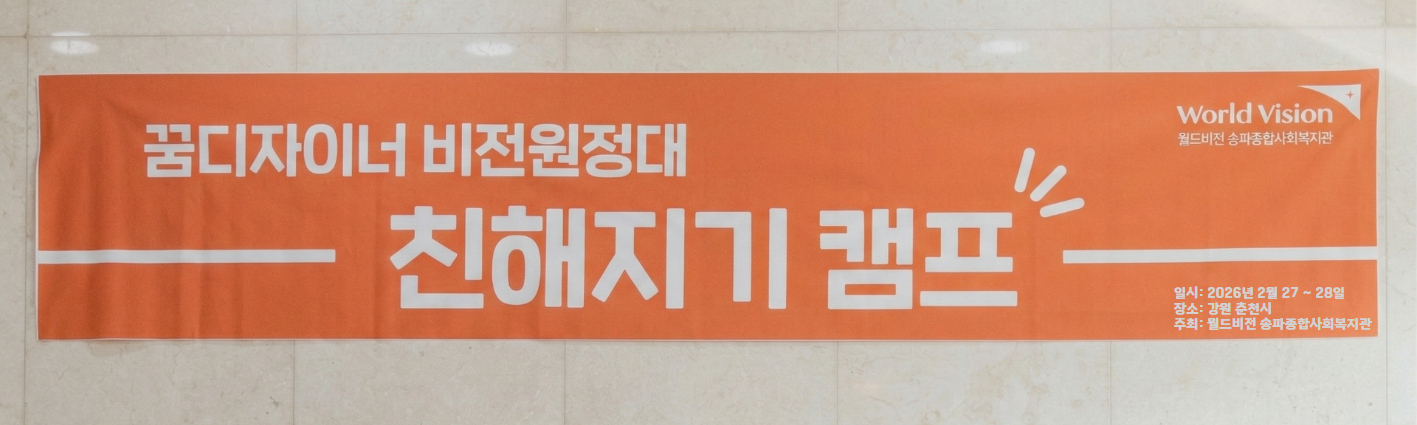 World Vision
월드비전 송파종합사회복지관
꿈디자이너 비전원정대
친해지기 캠프
일시: 2026년 2월 27 ~ 28일
장소: 강원 춘천시
주최: 월드비전 송파종합사회복지관